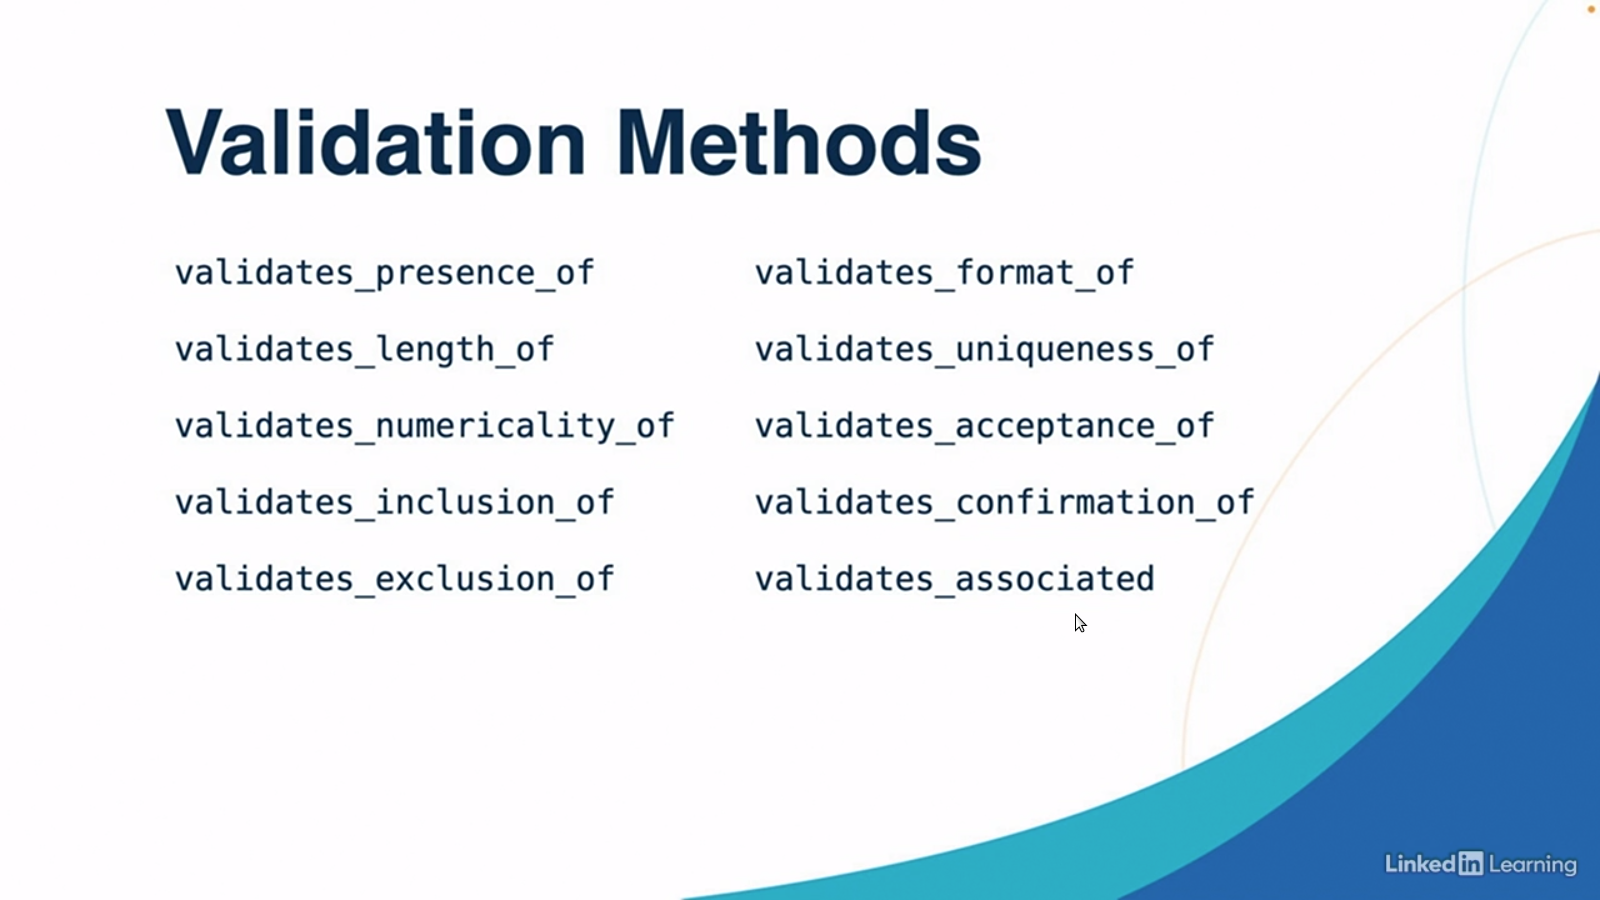 Validation Methods
validates_presence_of
validates_length_of
validates_numericality_of
validates_inclusion_of
validates_exclusion_of
validates_format_of
validates_uniqueness_of
validates_acceptance_of
validates_confirmation_of
validates_associated
Linked in Learning